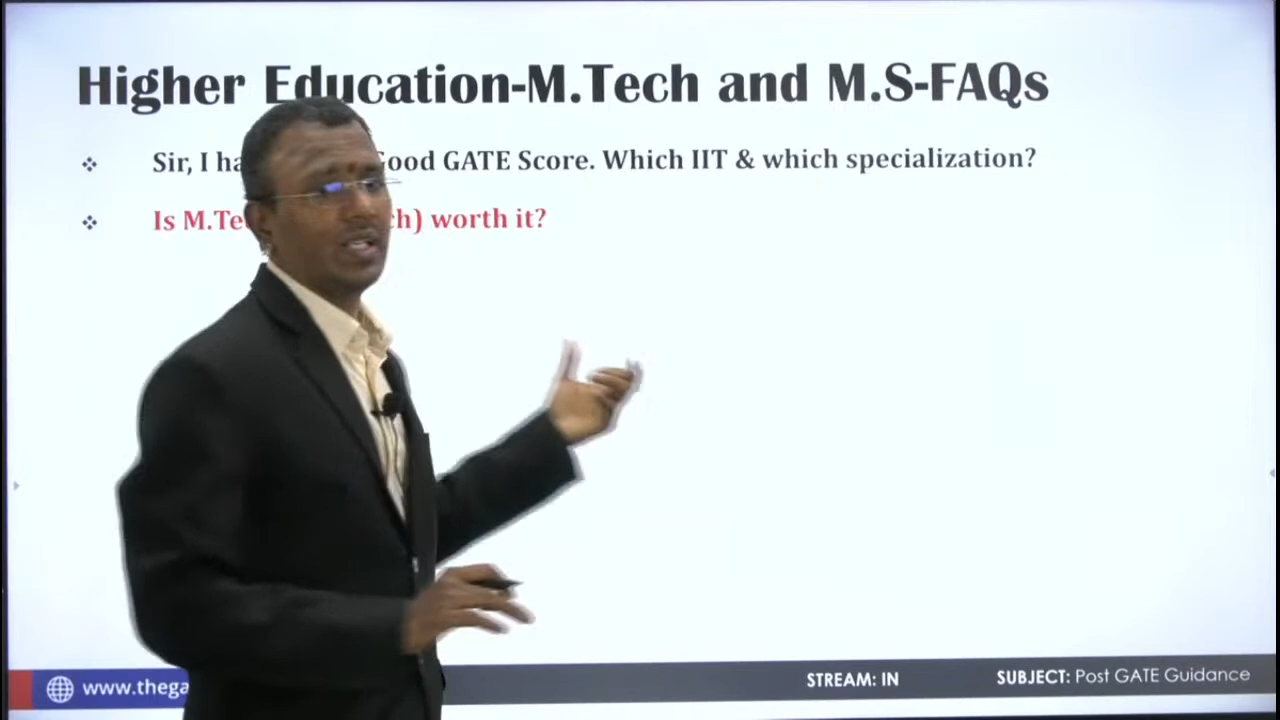 Higher Education-M.Tech and M.S-FAQs
❖ Sir, I ha Good GATE Score. Which IIT & which specialization?
❖ Is M.Te ch) worth it?
www.thega STREAM: IN SUBJECT: Post GATE Guidance